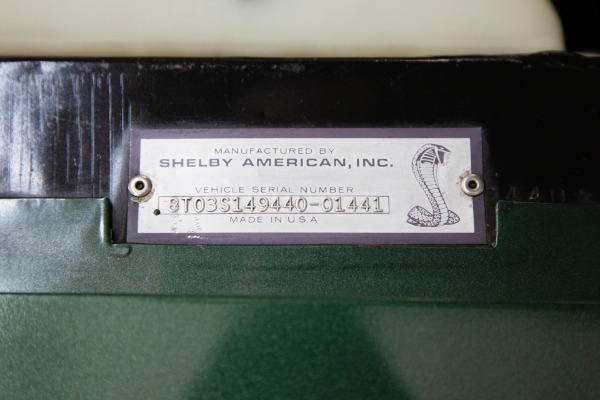 MANUFACTURED BY
SHELBY AMERICAN, INC.
VEHICLE SERIAL NUMBER
8T03S149440-01441
MADE IN U.S.A